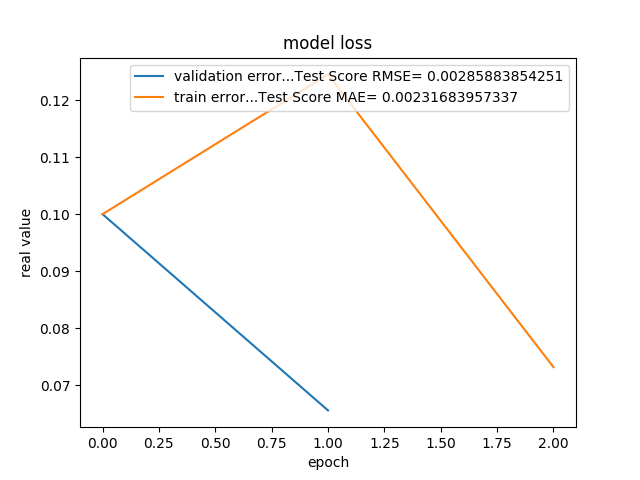 model loss
validation error...Test Score RMSE= 0.00285883854251
train error...Test Score MAE= 0.00231683957337
real value
0.12
0.11
0.10
0.09
0.08
0.07
0.00 0.25 0.50 0.75 1.00 1.25 1.50 1.75 2.00
epoch